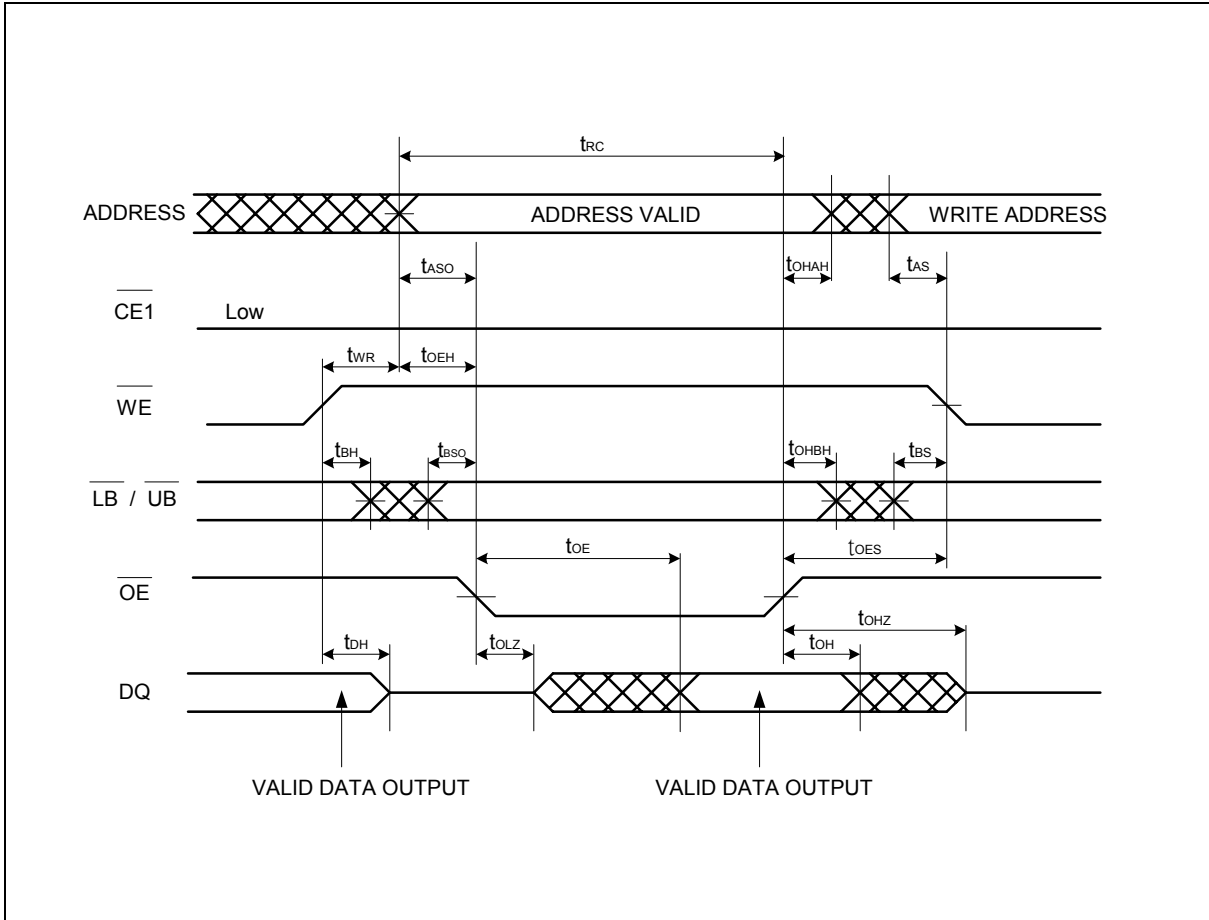 tRC
ADDRESS
ADDRESS VALID
WRITE ADDRESS
tASO
tOHAH
tAS
CE1
Low
tWR
tOEH
WE
tBH
tBSO
tOHBH
tBS
LB / UB
tOE
tOES
OE
tOHZ
tDH
tOLZ
tOH
DQ
VALID DATA OUTPUT
VALID DATA OUTPUT